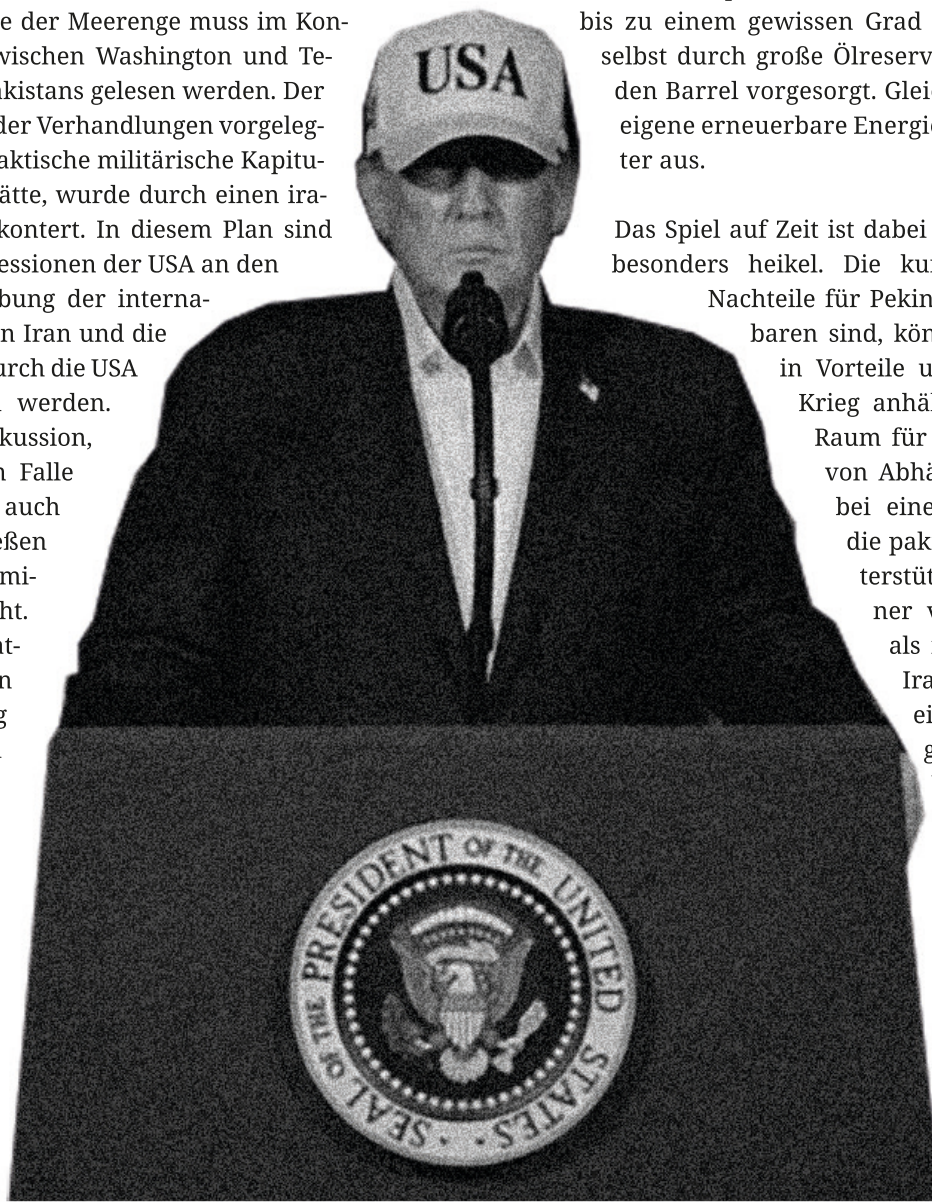 e der Meerenge muss im Kon-
wischen Washington und Te-
akistans gelesen werden. Der
der Verhandlungen vorgeleg-
aktische militärische Kapitu-
ätte, wurde durch einen ira-
kontert. In diesem Plan sind
essionen der USA an den
bung der interna-
n Iran und die
urch die USA
werden.
kussion,
n Falle
auch
eßen
mi-
ht.
t-
n
g
USA
SEAL OF THE PRESIDENT OF THE UNITED STATES
bis zu einem gewissen Grad
selbst durch große Ölreserv
den Barrel vorgesorgt. Glei
eigene erneuerbare Energie
ter aus.
Das Spiel auf Zeit ist dabei
besonders heikel. Die ku
Nachteile für Pekin
baren sind, kön
in Vorteile u
Krieg anhä
Raum für
von Abhä
bei eine
die pak
terstüt
ner v
als
Ira
ei
g